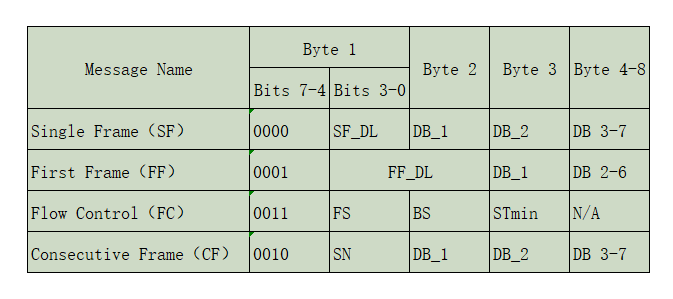 Message Name Byte 1 Byte 2 Byte 3 Byte 4-8
Bits 7-4 Bits 3-0
Single Frame（SF） 0000 SF_DL DB_1 DB_2 DB 3-7
First Frame（FF） 0001 FF_DL DB_1 DB 2-6
Flow Control（FC） 0011 FS BS STmin N/A
Consecutive Frame（CF） 0010 SN DB_1 DB_2 DB 3-7